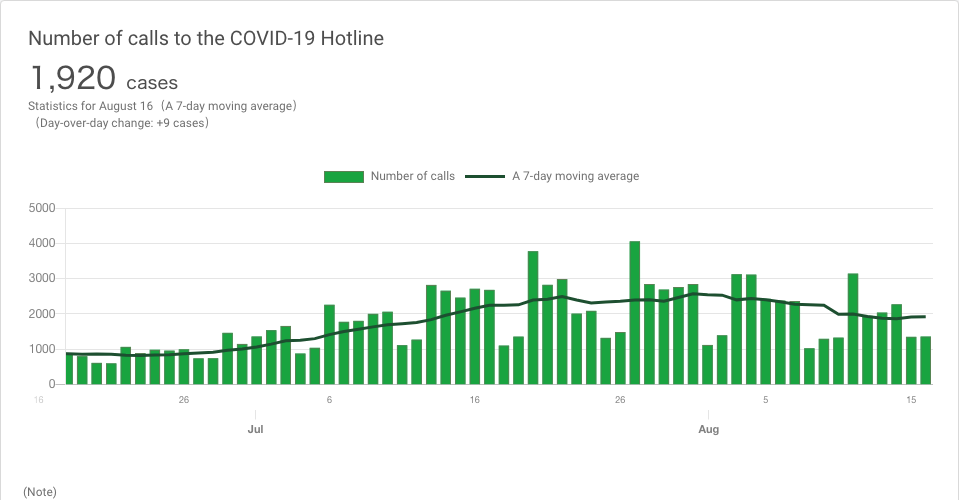 Number of calls to the COVID-19 Hotline
1,920 cases
Statistics for August 16（A 7-day moving average）
（Day-over-day change: +9 cases）
Number of calls A 7-day moving average
5000
4000
3000
2000
1000
0
16 26 6 16 26 5 15
Jul Aug
(Note)